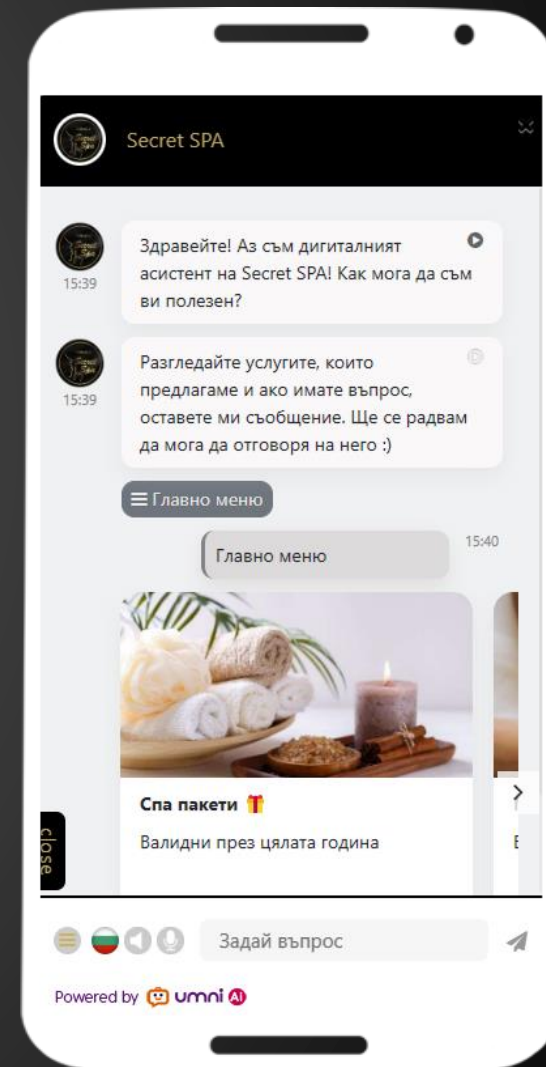 Secret SPA
Здравейте! Аз съм дигиталният
асистент на Secret SPA! Как мога да съм
ви полезен?
15:39
Разгледайте услугите, които
предлагаме и ако имате въпрос,
оставете ми съобщение. Ще се радвам
да мога да отговоря на него :)
15:39
Главно меню
Главно меню
15:40
Спа пакети
Валидни през цялата година
close
Задай въпрос
Powered by umni AI